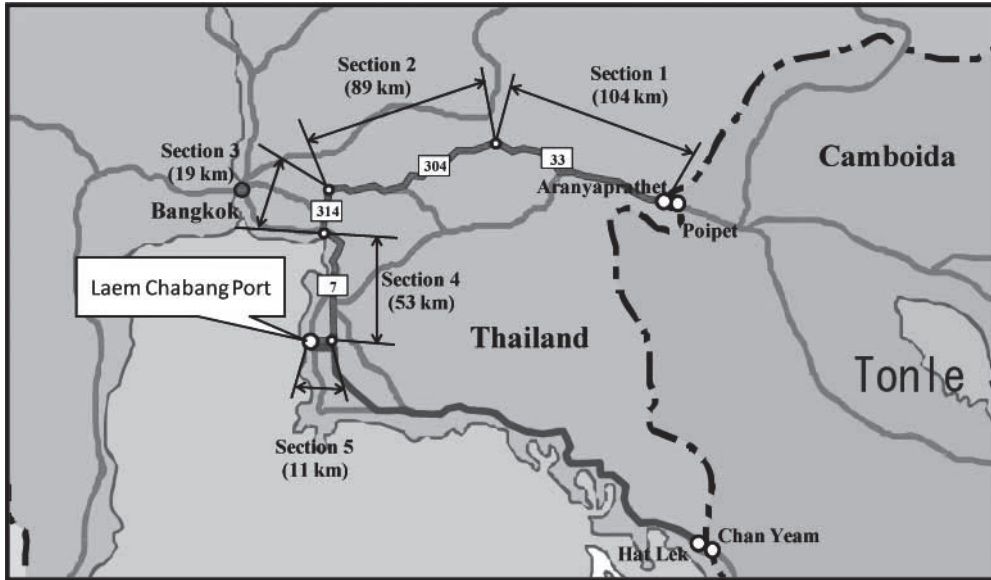 Section 2
(89 km)
Section 1
(104 km)
Section 3
(19 km)
304
33
Camboida
Aranyaprathet
Bangkok
314
Poipet
Laem Chabang Port
7
Section 4
(53 km)
Thailand
Tonle
Section 5
(11 km)
Chan Yeam
Hat Lek